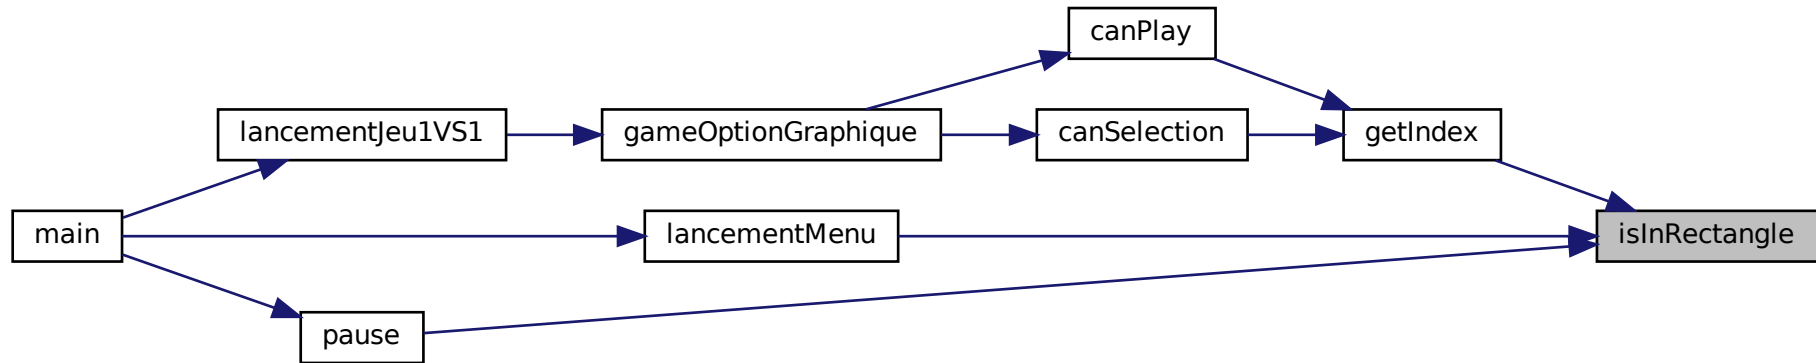 canPlay
lancementJeu1VS1
gameOptionGraphique
canSelection
getIndex
main
lancementMenu
isInRectangle
pause